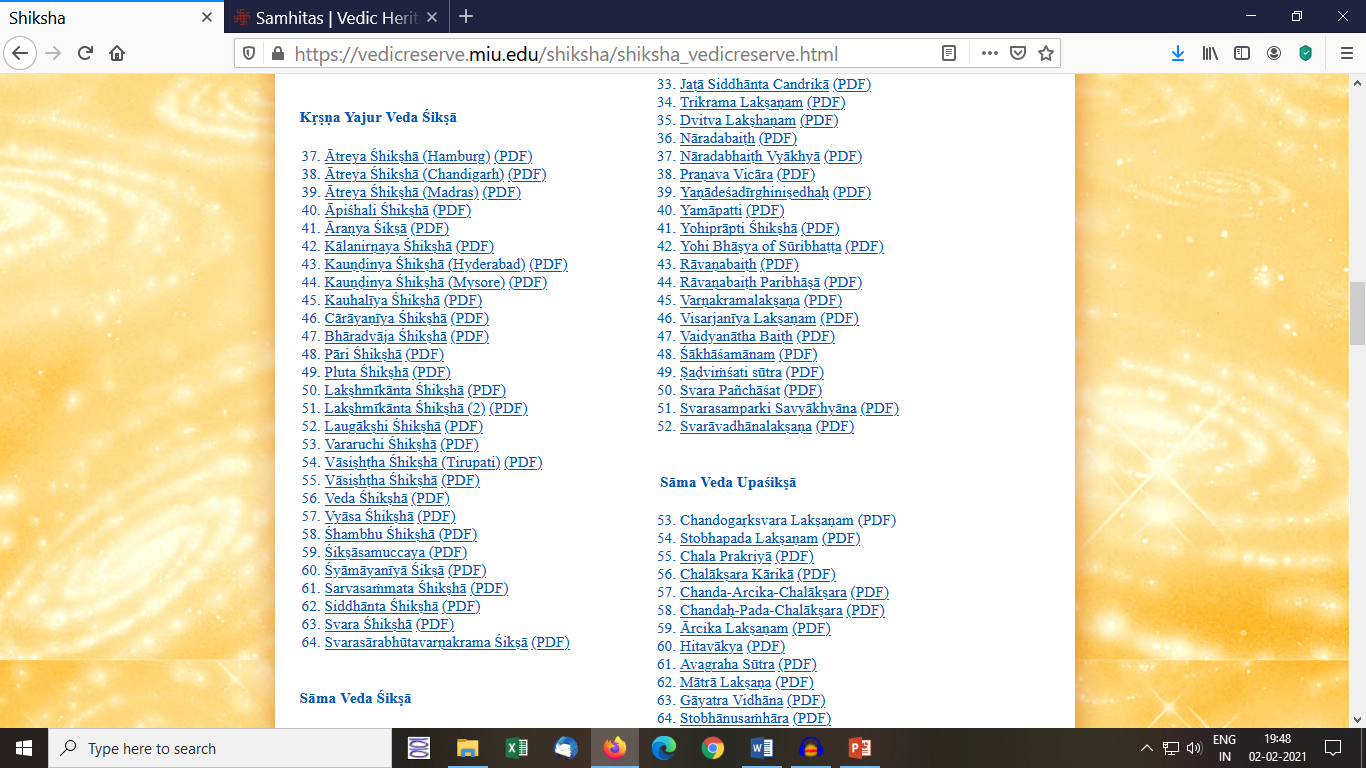 Shiksha
Samhitas | Vedic Herit
https://vedicreserve.miu.edu/shiksha/shiksha_vedicreserve.html
Kṛṣṇa Yajur Veda Śikṣā
37. Ātreya Śhikṣhā (Hamburg) (PDF)
38. Ātreya Śhikṣhā (Chandigarh) (PDF)
39. Ātreya Śhikṣhā (Madras) (PDF)
40. Āpiśhali Śhikṣhā (PDF)
41. Āraṇya Śikṣā (PDF)
42. Kālanirṇaya Śhikṣhā (PDF)
43. Kauṇḍinya Śhikṣhā (Hyderabad) (PDF)
44. Kauṇḍinya Śhikṣhā (Mysore) (PDF)
45. Kauhalīya Śhikṣhā (PDF)
46. Cārāyaṇīya Śhikṣhā (PDF)
47. Bhāradvāja Śhikṣhā (PDF)
48. Pāri Śhikṣhā (PDF)
49. Pluta Śhikṣhā (PDF)
50. Lakṣhmīkānta Śhikṣhā (PDF)
51. Lakṣhmīkānta Śhikṣhā (2) (PDF)
52. Laugākṣhi Śhikṣhā (PDF)
53. Vararuchi Śhikṣhā (PDF)
54. Vāsiṣhṭha Śhikṣhā (Tirupati) (PDF)
55. Vāsiṣhṭha Śhikṣhā (PDF)
56. Veda Śhikṣhā (PDF)
57. Vyāsa Śhikṣhā (PDF)
58. Śhambhu Śhikṣhā (PDF)
59. Śikṣāsamuccaya (PDF)
60. Śyāmāyanīyā Śikṣā (PDF)
61. Sarvasaṁmata Śhikṣhā (PDF)
62. Siddhānta Śhikṣhā (PDF)
63. Svara Śhikṣhā (PDF)
64. Svarasārabhūtavarṇakrama Śikṣā (PDF)
Sāma Veda Śikṣā
33. Jaṭā Siddhānta Candrikā (PDF)
34. Trikrama Lakṣaṇam (PDF)
35. Dvitva Lakṣhaṇam (PDF)
36. Nāradabaiṭh (PDF)
37. Nāradabhaiṭh Vyākhyā (PDF)
38. Praṇava Vicāra (PDF)
39. Yaṇādeśadīrghiniṣedhaḥ (PDF)
40. Yamāpatti (PDF)
41. Yohiprāpti Śhikṣhā (PDF)
42. Yohi Bhāṣya of Sūribhaṭṭa (PDF)
43. Rāvaṇabaiṭh (PDF)
44. Rāvaṇabaiṭh Paribhāṣā (PDF)
45. Varṇakramalakṣaṇa (PDF)
46. Visarjanīya Lakṣaṇam (PDF)
47. Vaidyanātha Baiṭh (PDF)
48. Śākhāśamānam (PDF)
49. Ṣaḍviṁśati sūtra (PDF)
50. Svara Pañchāśat (PDF)
51. Svarasamparki Savyākhyāna (PDF)
52. Svarāvadhānalakṣaṇa (PDF)
Sāma Veda Upaśikṣā
53. Chandogaṛksvara Lakṣaṇam (PDF)
54. Stobhapada Lakṣaṇam (PDF)
55. Chala Prakriyā (PDF)
56. Chalākṣara Kārikā (PDF)
57. Chanda-Arcika-Chalākṣara (PDF)
58. Chandaḥ-Pada-Chalākṣara (PDF)
59. Ārcika Lakṣaṇam (PDF)
60. Hitavākya (PDF)
61. Avagraha Sūtra (PDF)
62. Mātrā Lakṣaṇa (PDF)
63. Gāyatra Vidhāna (PDF)
64. Stobhānusaṁhāra (PDF)
Type here to search
ENG
IN
19:48
02-02-2021